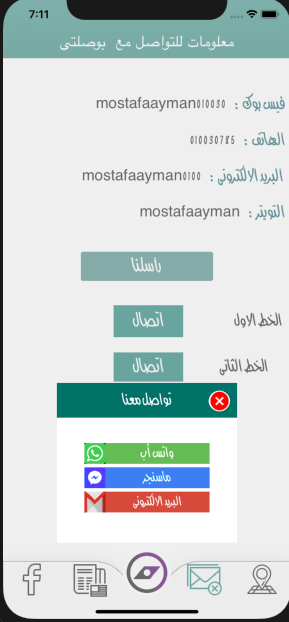 7:11
معلومات للتواصل مع بوصلتى
فيس بوك : mostafaayman010030
الهاتف : 010030785
البريد الالكترونى : mostafaayman0100
التويتر : mostafaayman
راسلنا
الخط الاول اتصال
الخط الثانى اتصال
تواصل معنا
واتس أب
ماسنجر
البريد الالكترونى